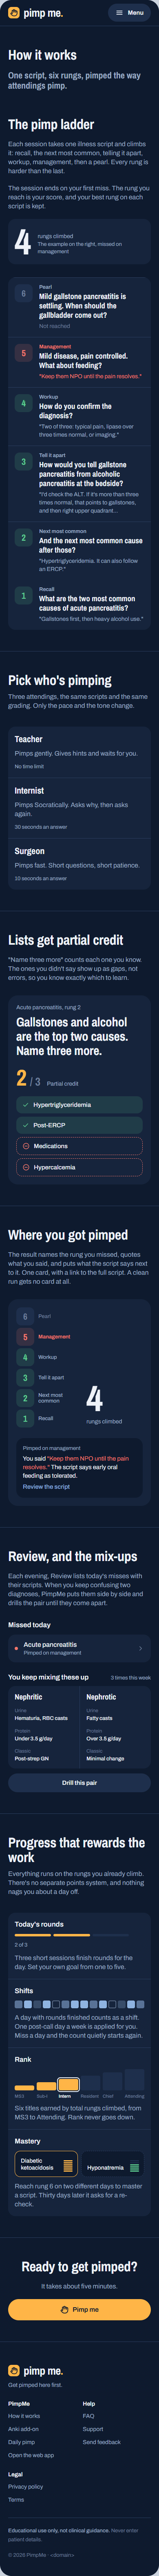 pimp me.
Menu
How it works
One script, six rungs, pimped the way
attendings pimp.
The pimp ladder
Each session takes one illness script and climbs
it: recall, the next most common, telling it apart,
workup, management, then a pearl. Every rung is
harder than the last.
The session ends on your first miss. The rung you
reach is your score, and your best rung on each
script is kept.
4
rungs climbed
The example on the right, missed on
management
6
Pearl
Mild gallstone pancreatitis is
settling. When should the
gallbladder come out?
Not reached
5
Management
Mild disease, pain controlled.
What about feeding?
"Keep them NPO until the pain resolves."
4
Workup
How do you confirm the
diagnosis?
"Two of three: typical pain, lipase over
three times normal, or imaging."
3
Tell it apart
How would you tell gallstone
pancreatitis from alcoholic
pancreatitis at the bedside?
"I'd check the ALT. If it's more than three
times normal, that points to gallstones,
and then right upper quadrant...
2
Next most common
And the next most common cause
after those?
"Hypertriglyceridemia. It can also follow
an ERCP."
1
Recall
What are the two most common
causes of acute pancreatitis?
"Gallstones first, then heavy alcohol use."
Pick who's pimping
Three attendings, the same scripts and the same
grading. Only the pace and the tone change.
Teacher
Pimps gently. Gives hints and waits for you.
No time limit
Internist
Pimps Socratically. Asks why, then asks
again.
30 seconds an answer
Surgeon
Pimps fast. Short questions, short patience.
10 seconds an answer
Lists get partial credit
"Name three more" counts each one you know.
The ones you didn't say show up as gaps, not
errors, so you know exactly which to learn.
Acute pancreatitis, rung 2
Gallstones and alcohol
are the top two causes.
Name three more.
2 / 3 Partial credit
Hypertriglyceridemia
Post-ERCP
Medications
Hypercalcemia
Where you got pimped
The result names the rung you missed, quotes
what you said, and puts what the script says next
to it. One card, with a link to the full script. A clean
run gets no card at all.
6 Pearl
5 Management
4 Workup
3 Tell it apart
2 Next most
common
1 Recall
4
rungs climbed
Pimped on management
You said "Keep them NPO until the pain
resolves." The script says early oral
feeding as tolerated.
Review the script
Review, and the mix-ups
Each evening, Review lists today's misses with
their scripts. When you keep confusing two
diagnoses, PimpMe puts them side by side and
drills the pair until they come apart.
Missed today
Acute pancreatitis
Pimped on management
You keep mixing these up
3 times this week
Nephritic
Urine
Hematuria, RBC casts
Protein
Under 3.5 g/day
Classic
Post-strep GN
Nephrotic
Urine
Fatty casts
Protein
Over 3.5 g/day
Classic
Minimal change
Drill this pair
Progress that rewards the
work
Everything runs on the rungs you already climb.
There's no separate points system, and nothing
nags you about a day off.
Today's rounds
2 of 3
Three short sessions finish rounds for the
day. Set your own goal from one to five.
Shifts
A day with rounds finished counts as a shift.
One post-call day a week is applied for you.
Miss a day and the count quietly starts again.
Rank
MS3
Sub-I
Intern
Resident
Chief
Attending
Six titles earned by total rungs climbed, from
MS3 to Attending. Rank never goes down.
Mastery
Diabetic
ketoacidosis
Hyponatremia
Reach rung 6 on two different days to master
a script. Thirty days later it asks for a re-
check.
Ready to get pimped?
It takes about five minutes.
Pimp me
pimp me.
Get pimped here first.
PimpMe
How it works
Anki add-on
Daily pimp
Open the web app
Help
FAQ
Support
Send feedback
Legal
Privacy policy
Terms
Educational use only, not clinical guidance. Never enter
patient details.
© 2026 PimpMe <domain>